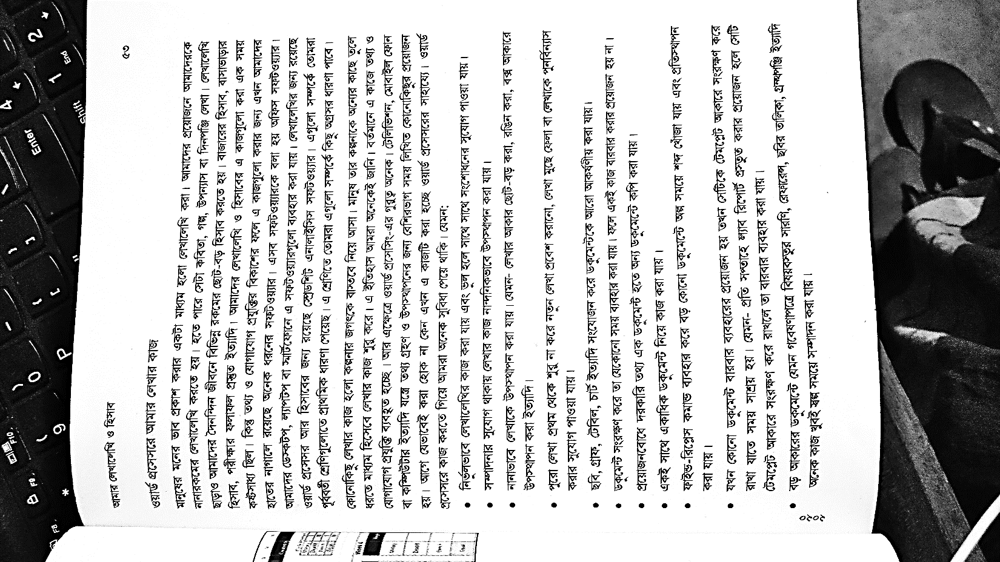 আমার লেখালেখি ও হিসাব
৫৩
ওয়ার্ড প্রসেসরে আমার লেখার কাজ
মানুষের মনের ভাব প্রকাশ করার একটা মাধ্যম হলো লেখালেখি করা। আমাদের প্রয়োজনে আমাদেরকে
নানারকমের লেখালেখি করতে হয়। হতে পারে সেটা কবিতা, গল্প, উপন্যাস বা দিনপঞ্জি লেখা। লেখালেখি
ছাড়াও আমাদের দৈনন্দিন জীবনে বিভিন্ন রকমের ছোট-বড় হিসাব করতে হয়। বাজারের হিসাব, বাসাভাড়ার
হিসাব, পরীক্ষার ফলাফল প্রস্তুত ইত্যাদি। আমাদের লেখালেখি ও হিসাবের এ কাজগুলো করা এক সময়
কষ্টসাধ্য ছিল। কিন্তু তথ্য ও যোগাযোগ প্রযুক্তির বিকাশের ফলে এ কাজগুলো করার জন্য এখন আমাদের
হাতের নাগালে রয়েছে অনেক ধরনের সফটওয়্যার। এসব সফটওয়্যারকে বলা হয় অফিস সফটওয়্যার।
আমাদের ডেস্কটপ, ল্যাপটপ বা স্মার্টফোনে এ সফটওয়্যারগুলো ব্যবহার করা যায়। লেখালেখির জন্য রয়েছে
ওয়ার্ড প্রসেসর আর হিসাবের জন্য রয়েছে স্প্রেডশিট এনালাইসিস সফটওয়্যার। এগুলো সম্পর্কে তোমরা
পূর্ববর্তী শ্রেণিগুলোতে প্রাথমিক ধারণা পেয়েছ। এ শ্রেণিতে তোমরা এগুলো সম্পর্কে কিছু অগ্রসর ধারণা পাবে।
কোনোকিছু লেখার কাজ হলো কল্পনার জগৎকে বাস্তবে নিয়ে আসা। মানুষ তার কল্পনাকে অন্যের কাছে তুলে
ধরতে মাধ্যম হিসেবে লেখার কাজ শুরু করে। এ ইতিহাস আমরা অনেকেই জানি। বর্তমানে এ কাজে তথ্য ও
যোগাযোগ প্রযুক্তি ব্যবহৃত হচ্ছে। আর এক্ষেত্রে ওয়ার্ড প্রসেসিং-এর গুরুত্ব অনেক। টেলিভিশন, মোবাইল ফোন
বা কম্পিউটার ইত্যাদি যন্ত্রে তথ্য গ্রহণ ও উপস্থাপনের জন্য বেশিরভাগ সময় লিখিত কোনোকিছুর প্রয়োজন
হয়। আগে যেভাবেই করা হোক না কেন এখন এ কাজটি করা হচ্ছে ওয়ার্ড প্রসেসরের সাহায্যে। ওয়ার্ড
প্রসেসরে কাজ করতে গিয়ে আমরা অনেক সুবিধা পেয়ে থাকি। যেমন:
● নির্ভুলভাবে লেখালেখির কাজ করা যায় এবং ভুল হলে সাথে সাথে সংশোধনের সুযোগ পাওয়া যায়।
● সম্পাদনার সুযোগ থাকায় লেখার কাজ নান্দনিকভাবে উপস্থাপন করা যায়।
● নানাভাবে লেখাকে উপস্থাপন করা যায়। যেমন- লেখার আকার ছোট-বড় করা, রঙিন করা, বক্স আকারে
উপস্থাপন করা ইত্যাদি।
● পুরো লেখা প্রথম থেকে শুরু না করে নতুন লেখা প্রবেশ করানো, লেখা মুছে ফেলা বা লেখাকে পুনর্বিন্যাস
করার সুযোগ পাওয়া যায়।
● ছবি, গ্রাফ, টেবিল, চার্ট ইত্যাদি সংযোজন করে ডকুমেন্টকে আরো আকর্ষণীয় করা যায়।
● ডকুমেন্ট সংরক্ষণ করে তা যেকোনো সময় ব্যবহার করা যায়। ফলে একই কাজ বারবার করার প্রয়োজন হয় না।
● প্রয়োজনবোধে দরকারি তথ্য এক ডকুমেন্ট হতে অন্য ডকুমেন্টে কপি করা যায়।
● একই সাথে একাধিক ডকুমেন্ট নিয়ে কাজ করা যায়।
● ফাইন্ড-রিপ্লেস কমান্ড ব্যবহার করে বড় কোনো ডকুমেন্টে অল্প সময়ে শব্দ খোঁজা যায় এবং প্রতিস্থাপন
করা যায়।
● যখন কোনো ডকুমেন্ট বারবার ব্যবহারের প্রয়োজন হয় তখন সেটিকে টেমপ্লেট আকারে সংরক্ষণ করে
রাখা যাতে সময় সাশ্রয় হয়। যেমন- প্রতি সপ্তাহে ল্যাব রিপোর্ট প্রস্তুত করার প্রয়োজন হলে সেটি
টেমপ্লেট আকারে সংরক্ষণ করে রাখলে তা বারবার ব্যবহার করা যায়।
● বড় আকারের ডকুমেন্টে যেমন গবেষণাপত্রে বিষয়বস্তুর সারণি, রেফারেন্স, ছবির তালিকা, গ্রন্থপঞ্জি ইত্যাদি
অনেক কাজ খুবই স্বল্প সময়ে সম্পাদন করা যায়।
২০২০
Enter
Shift
End
1
2
4
P
0
9
F8
F9
F10